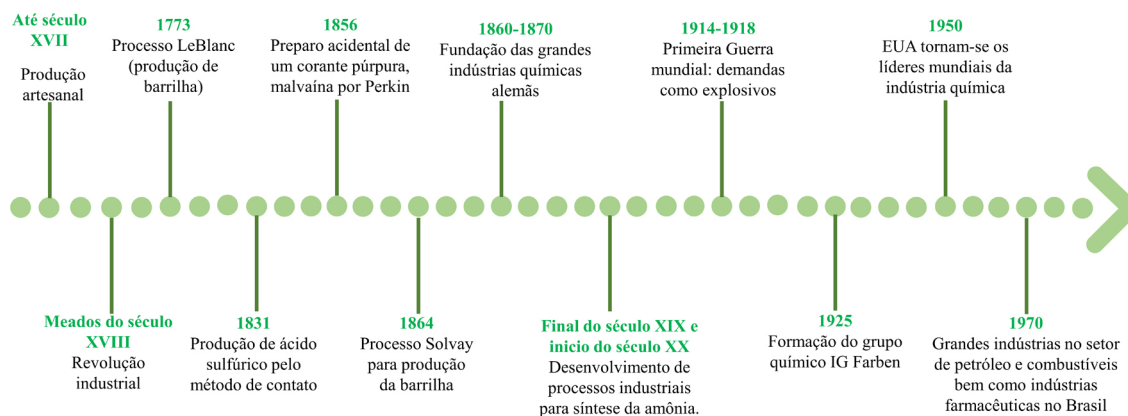 Até século
XVII
Produção
artesanal
Meados do século
XVIII
Revolução
industrial
1773
Processo LeBlanc
(produção de
barrilha)
1831
Produção de ácido
sulfúrico pelo
método de contato
1856
Preparo acidental de
um corante púrpura,
malvaína por Perkin
1864
Processo Solvay
para produção
da barrilha
1860-1870
Fundação das grandes
indústrias químicas
alemãs
Final do século XIX e
inicio do século XX
Desenvolvimento de
processos industriais
para síntese da amônia.
1914-1918
Primeira Guerra
mundial: demandas
como explosivos
1925
Formação do grupo
químico IG Farben
1950
EUA tornam-se os
líderes mundiais da
indústria química
1970
Grandes indústrias no setor
de petróleo e combustíveis
bem como indústrias
farmacêuticas no Brasil